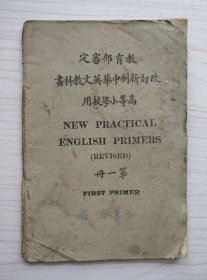 教育部審定
改訂新制中華英文教科書
高等小學校用
NEW PRACTICAL
ENGLISH PRIMERS
(REVISED)
第一冊
FIRST PRIMER